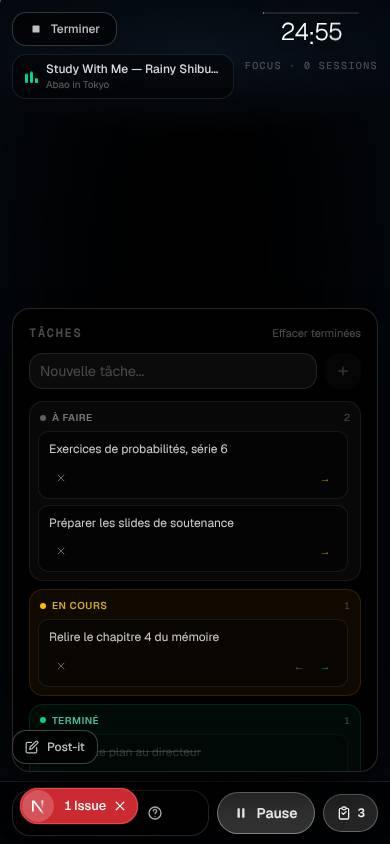 Terminer
24:55
Study With Me — Rainy Shibu...
Abao in Tokyo
FOCUS · 0 SESSIONS
TÂCHES
Effacer terminées
Nouvelle tâche...
+
À FAIRE 2
Exercices de probabilités, série 6
× →
Préparer les slides de soutenance
× →
EN COURS 1
Relire le chapitre 4 du mémoire
× ← →
TERMINÉ 1
le plan au directeur
Post-it
N 1 Issue ×
?
Pause
3